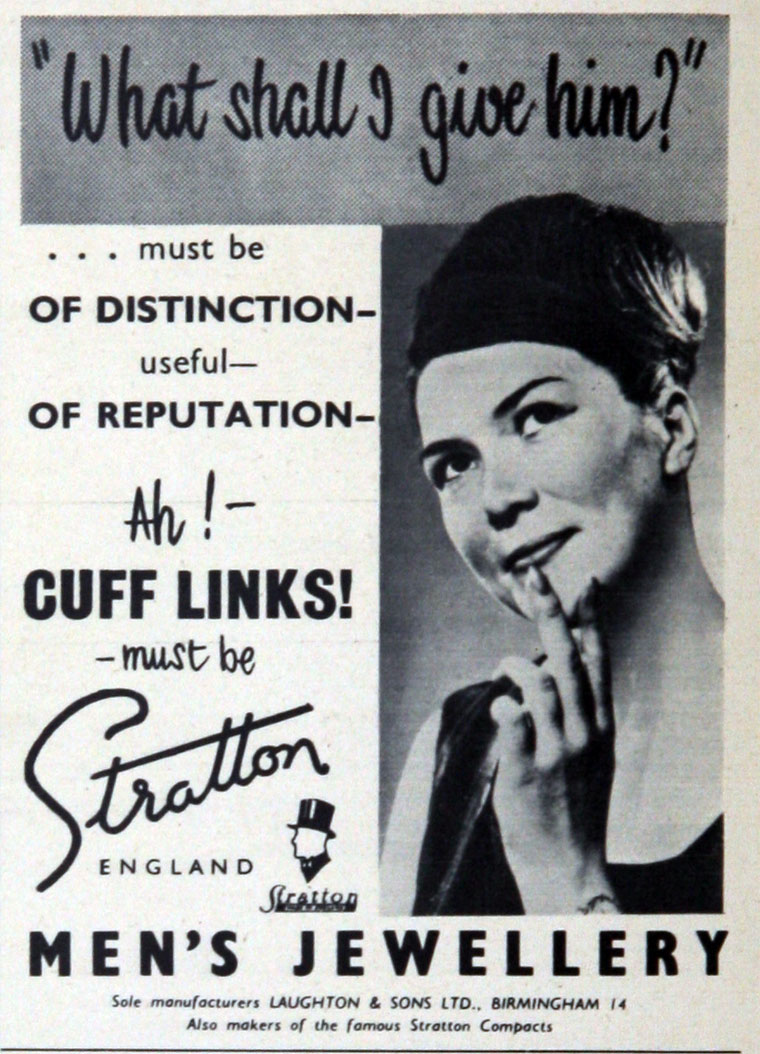 "What shall I give him?"
. . . must be
OF DISTINCTION–
useful—
OF REPUTATION–
Ah!–
CUFF LINKS!
–must be
Stratton
ENGLAND
Stratton
MEN'S JEWELLERY
Sole manufacturers LAUGHTON & SONS LTD., BIRMINGHAM 14
Also makers of the famous Stratton Compacts